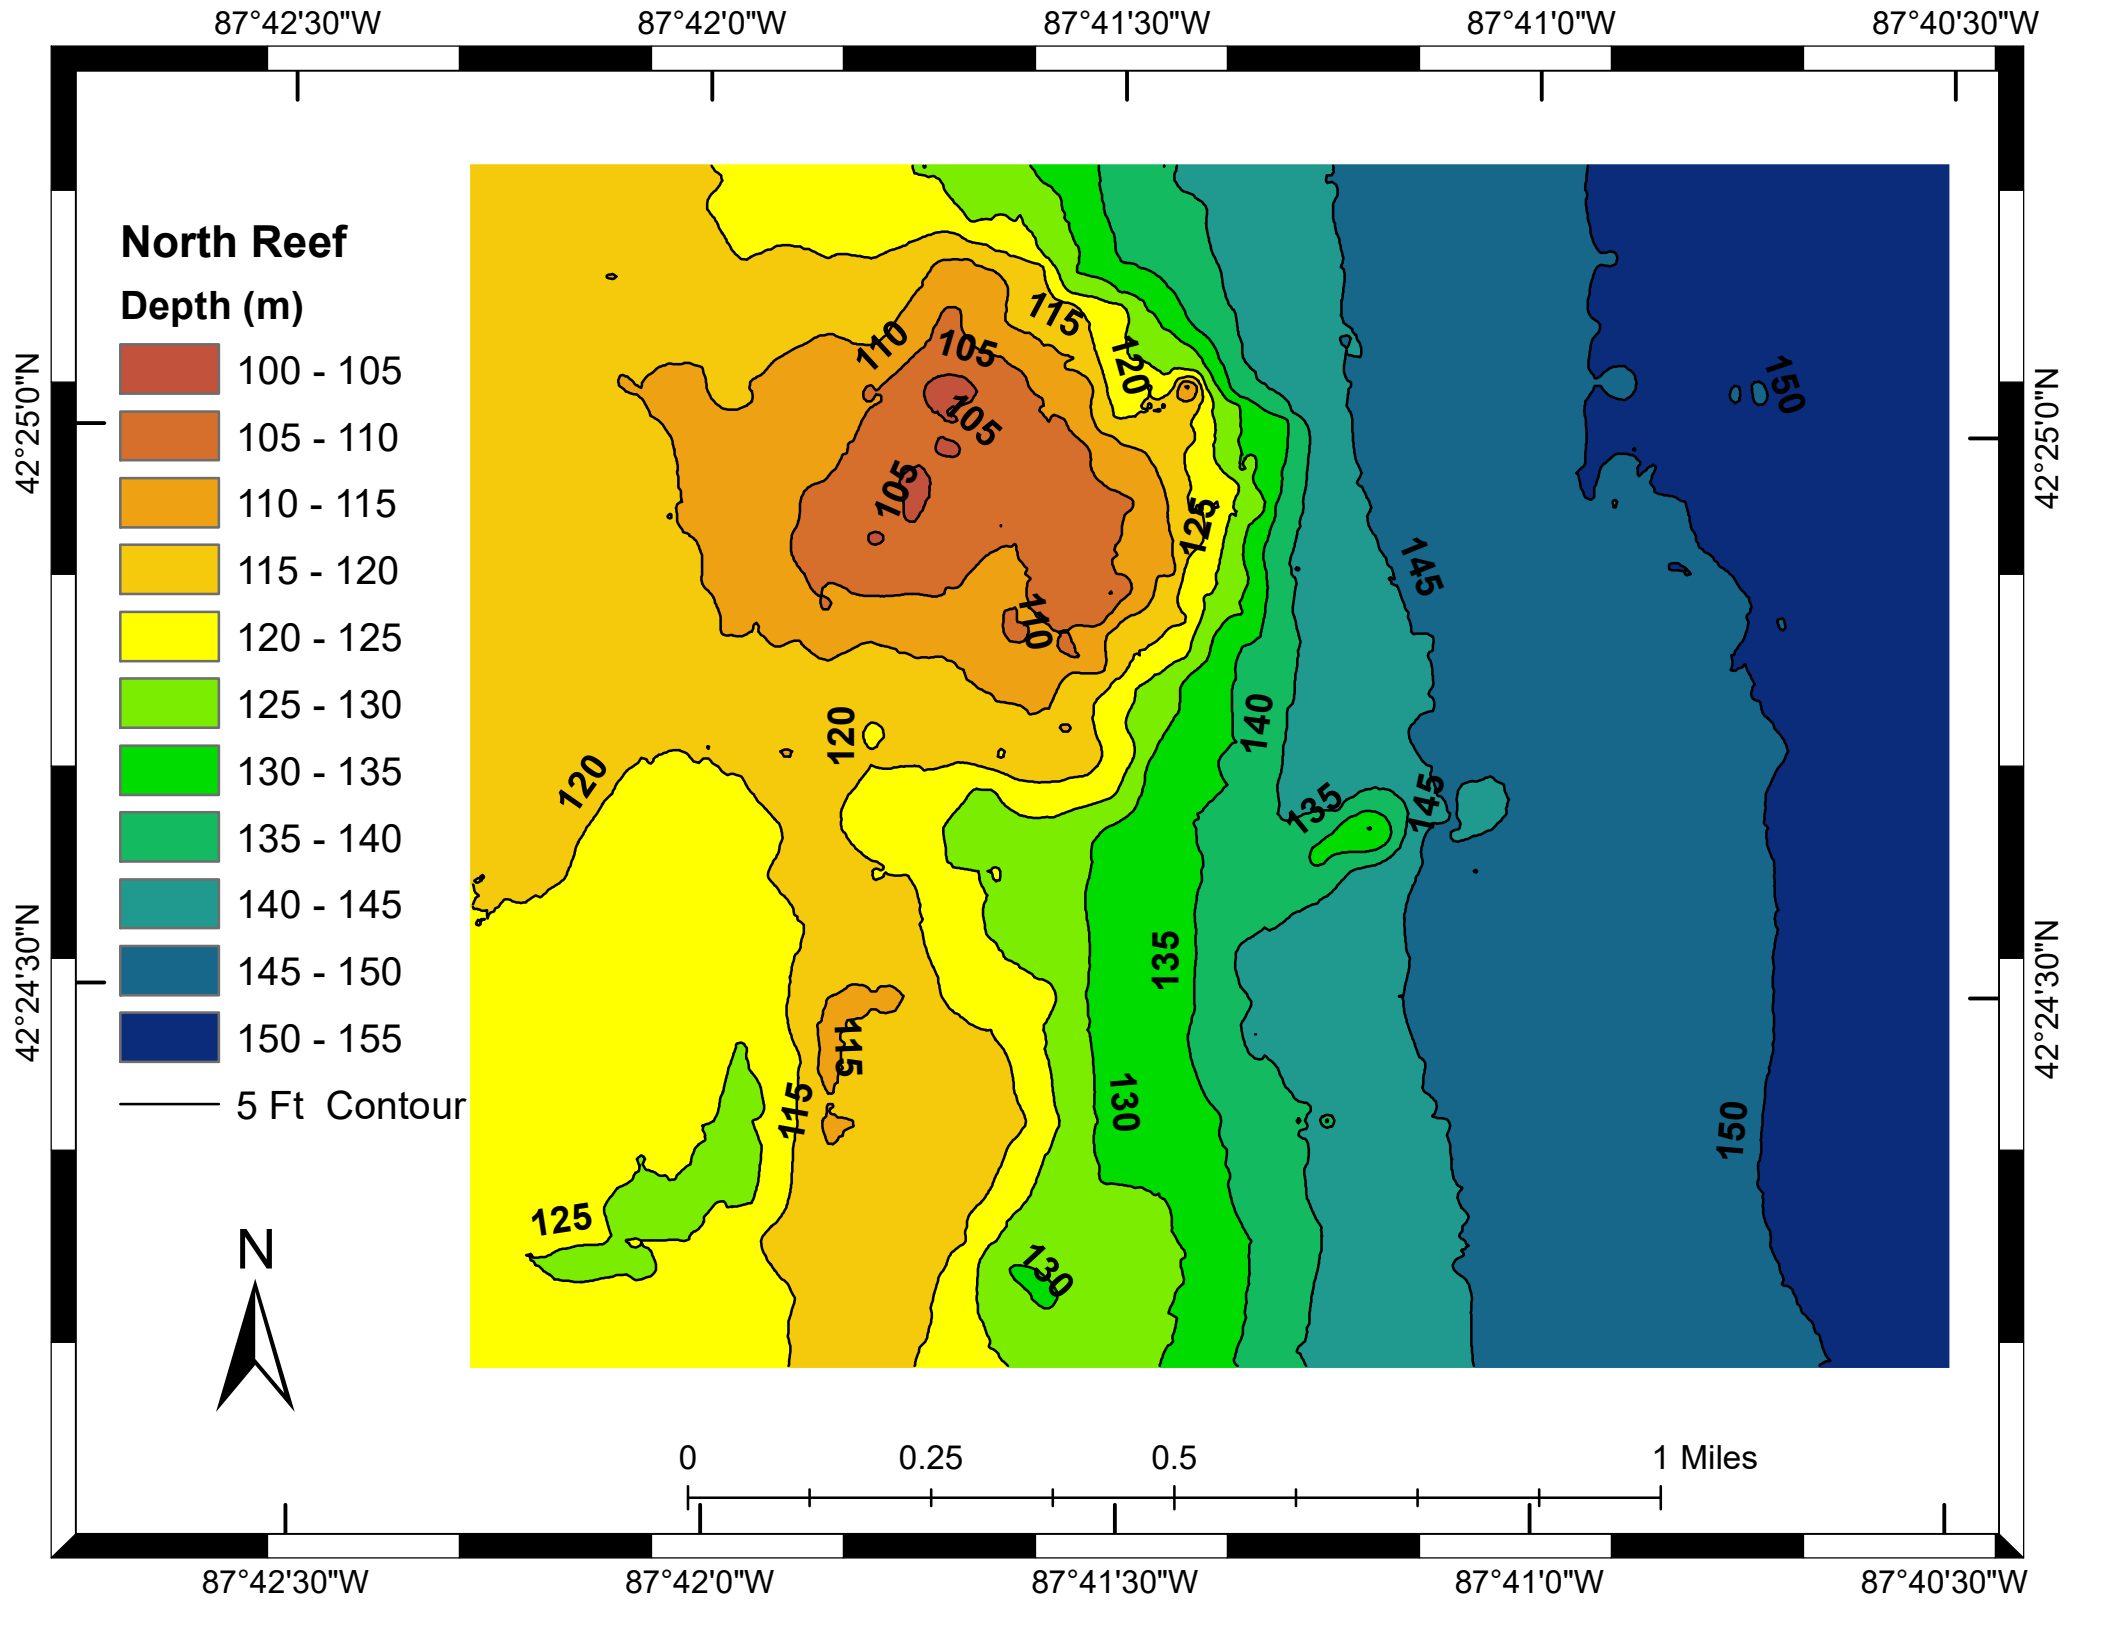 87°42'30"W 87°42'0"W 87°41'30"W 87°41'0"W 87°40'30"W
North Reef
Depth (m)
100 - 105
105 - 110
110 - 115
115 - 120
120 - 125
125 - 130
130 - 135
135 - 140
140 - 145
145 - 150
150 - 155
5 Ft  Contour
N
42°25'0"N
42°24'30"N
110
115
105
120
105
105
150
125
145
110
120
140
120
135
145
135
115
115
130
150
125
130
42°25'0"N
42°24'30"N
0 0.25 0.5 1 Miles
87°42'30"W 87°42'0"W 87°41'30"W 87°41'0"W 87°40'30"W